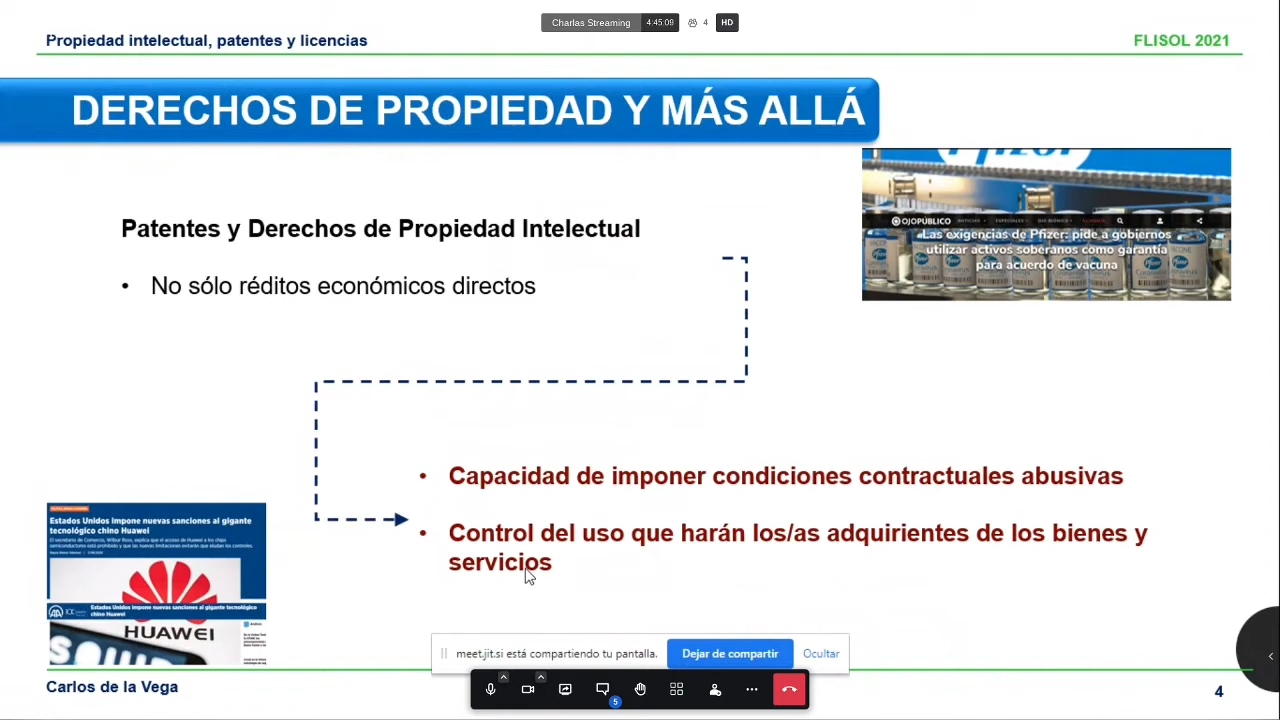 Charlas Streaming 4:45:09 4 HD
Propiedad intelectual, patentes y licencias
FLISOL 2021
DERECHOS DE PROPIEDAD Y MÁS ALLÁ
Pfizer
OJOPÚBLICO NOTICIAS ESPECIALES
Las exigencias de Pfizer: pide a gobiernos
utilizar activos soberanos como garantía
para acuerdo de vacuna
Patentes y Derechos de Propiedad Intelectual
• No sólo réditos económicos directos
• Capacidad de imponer condiciones contractuales abusivas
• Control del uso que harán los/as adquirientes de los bienes y
servicios
Estados Unidos impone nuevas sanciones al gigante
tecnológico chino Huawei
Estados Unidos impone nuevas sanciones al gigante tecnológico
chino Huawei
HUAWEI
meet.jit.si está compartiendo tu pantalla. Dejar de compartir Ocultar
5
Carlos de la Vega
4